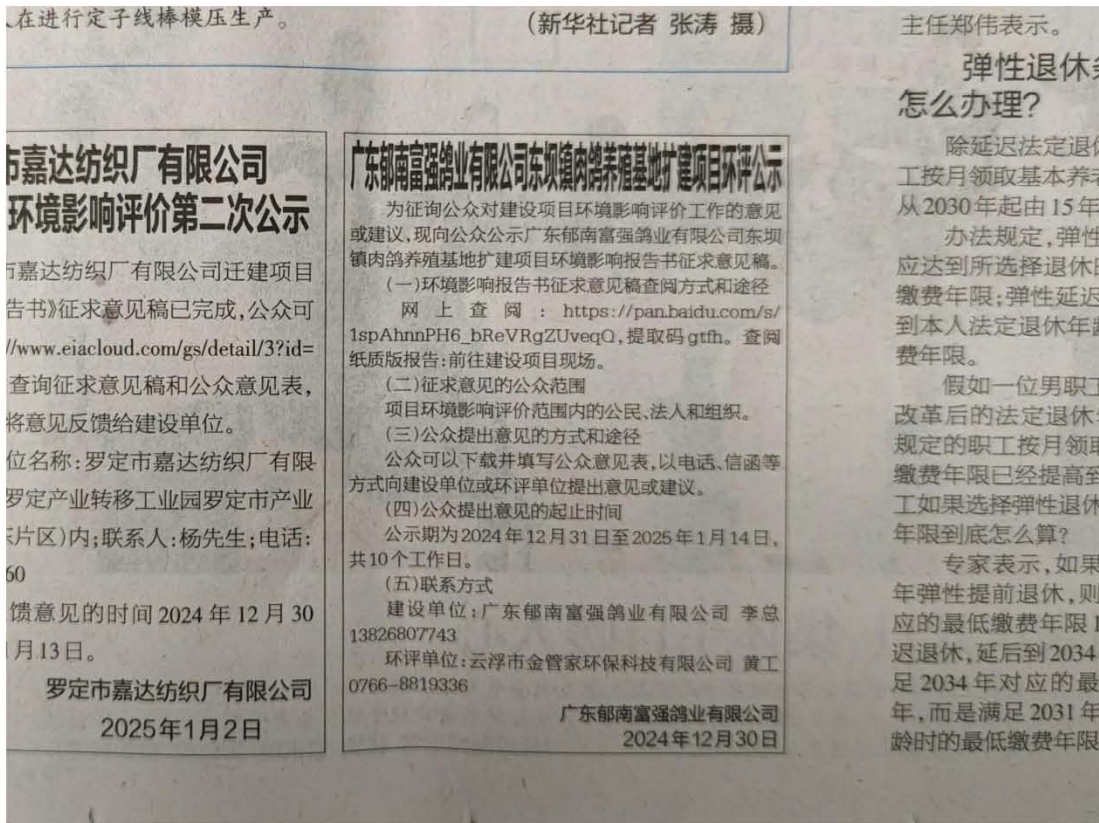 人在进行定子线棒模压生产。
（新华社记者 张涛 摄）
市嘉达纺织厂有限公司
环境影响评价第二次公示
市嘉达纺织厂有限公司迁建项目
告书》征求意见稿已完成，公众可
//www.eiacloud.com/gs/detail/3?id=
查询征求意见稿和公众意见表，
将意见反馈给建设单位。
位名称：罗定市嘉达纺织厂有限
罗定产业转移工业园罗定市产业
片区）内；联系人：杨先生；电话：
60
馈意见的时间 2024 年 12 月 30
1月13日。
罗定市嘉达纺织厂有限公司
2025年1月2日
广东郁南富强鸽业有限公司东坝镇肉鸽养殖基地扩建项目环评公示
为征询公众对建设项目环境影响评价工作的意见
或建议，现向公众公示广东郁南富强鸽业有限公司东坝
镇肉鸽养殖基地扩建项目环境影响报告书征求意见稿。
（一）环境影响报告书征求意见稿查阅方式和途径
网上查阅：https://pan.baidu.com/s/
1spAhnnPH6_bReVRgZUveqQ，提取码 gtfh。查阅
纸质版报告：前往建设项目现场。
（二）征求意见的公众范围
项目环境影响评价范围内的公民、法人和组织。
（三）公众提出意见的方式和途径
公众可以下载并填写公众意见表，以电话、信函等
方式向建设单位或环评单位提出意见或建议。
（四）公众提出意见的起止时间
公示期为2024年12月31日至2025年1月14日，
共10个工作日。
（五）联系方式
建设单位：广东郁南富强鸽业有限公司 李总
13826807743
环评单位：云浮市金管家环保科技有限公司 黄工
0766-8819336
广东郁南富强鸽业有限公司
2024年12月30日
主任郑伟表示。
弹性退休条
怎么办理？
除延迟法定退休
工按月领取基本养老
从2030年起由15年
办法规定，弹性
应达到所选择退休时
缴费年限；弹性延迟
到本人法定退休年龄
费年限。
假如一位男职工
改革后的法定退休
规定的职工按月领取
缴费年限已经提高到
工如果选择弹性退休
年限到底怎么算？
专家表示，如果
年弹性提前退休，则
应的最低缴费年限1
迟退休，延后到2034
足2034年对应的最
年，而是满足2031年
龄时的最低缴费年限